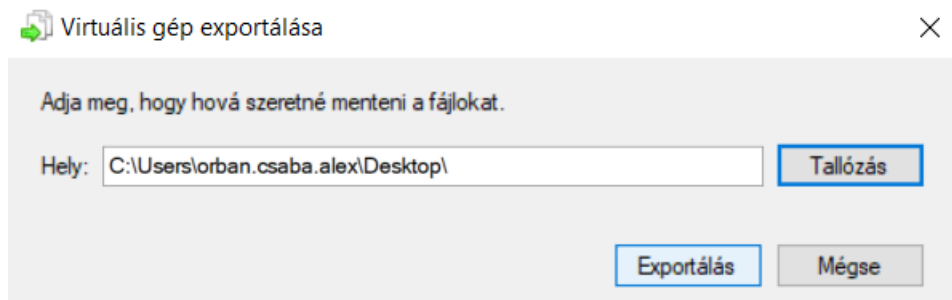 Virtuális gép exportálása
Adja meg, hogy hová szeretné menteni a fájlokat.
Hely: C:\Users\orban.csaba.alex\Desktop\ Tallózás
Exportálás Mégse